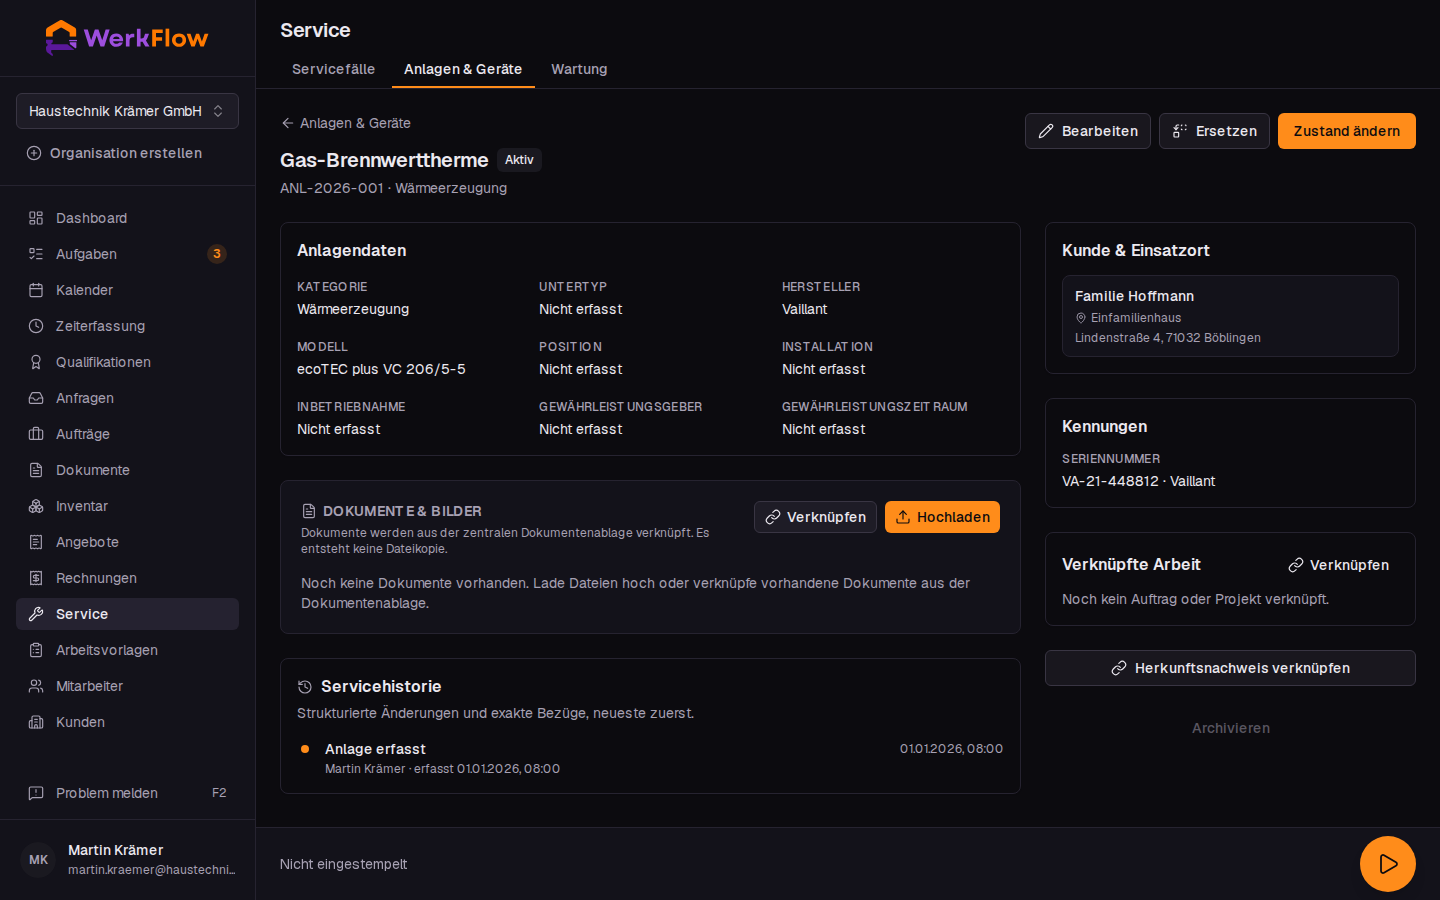 WerkFlow
Haustechnik Krämer GmbH
Organisation erstellen
Dashboard
Aufgaben
3
Kalender
Zeiterfassung
Qualifikationen
Anfragen
Aufträge
Dokumente
Inventar
Angebote
Rechnungen
Service
Arbeitsvorlagen
Mitarbeiter
Kunden
Problem melden
F2
MK
Martin Krämer
martin.kraemer@haustechni...
Service
Servicefälle
Anlagen & Geräte
Wartung
Anlagen & Geräte
Bearbeiten
Ersetzen
Zustand ändern
Gas-Brennwerttherme
Aktiv
ANL-2026-001 · Wärmeerzeugung
Anlagendaten
KATEGORIE
UNTERTYP
HERSTELLER
Wärmeerzeugung
Nicht erfasst
Vaillant
MODELL
POSITION
INSTALLATION
ecoTEC plus VC 206/5-5
Nicht erfasst
Nicht erfasst
INBETRIEBNAHME
GEWÄHRLEISTUNGSGEBER
GEWÄHRLEISTUNGSZEITRAUM
Nicht erfasst
Nicht erfasst
Nicht erfasst
DOKUMENTE & BILDER
Dokumente werden aus der zentralen Dokumentenablage verknüpft. Es
entsteht keine Dateikopie.
Verknüpfen
Hochladen
Noch keine Dokumente vorhanden. Lade Dateien hoch oder verknüpfe vorhandene Dokumente aus der
Dokumentenablage.
Servicehistorie
Strukturierte Änderungen und exakte Bezüge, neueste zuerst.
Anlage erfasst
01.01.2026, 08:00
Martin Krämer · erfasst 01.01.2026, 08:00
Kunde & Einsatzort
Familie Hoffmann
Einfamilienhaus
Lindenstraße 4, 71032 Böblingen
Kennungen
SERIENNUMMER
VA-21-448812 · Vaillant
Verknüpfte Arbeit
Verknüpfen
Noch kein Auftrag oder Projekt verknüpft.
Herkunftsnachweis verknüpfen
Archivieren
Nicht eingestempelt